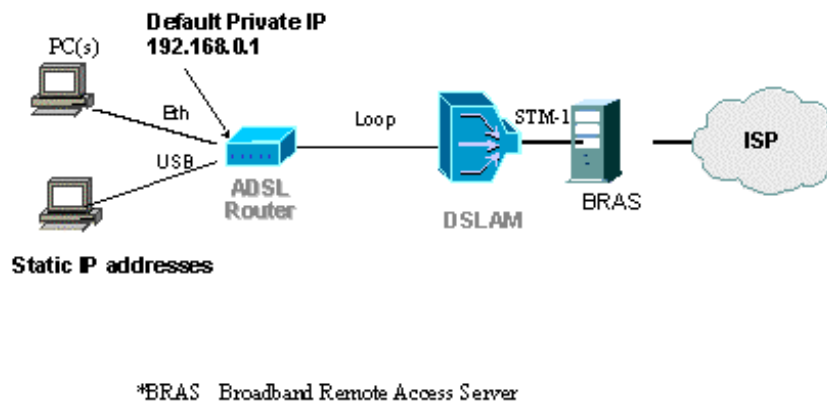 Default Private IP
192.168.0.1
PC(s)
Eth
USB
ADSL
Router
Loop
DSLAM
STM-1
BRAS
ISP
Static IP addresses
*BRAS Broadband Remote Access Server